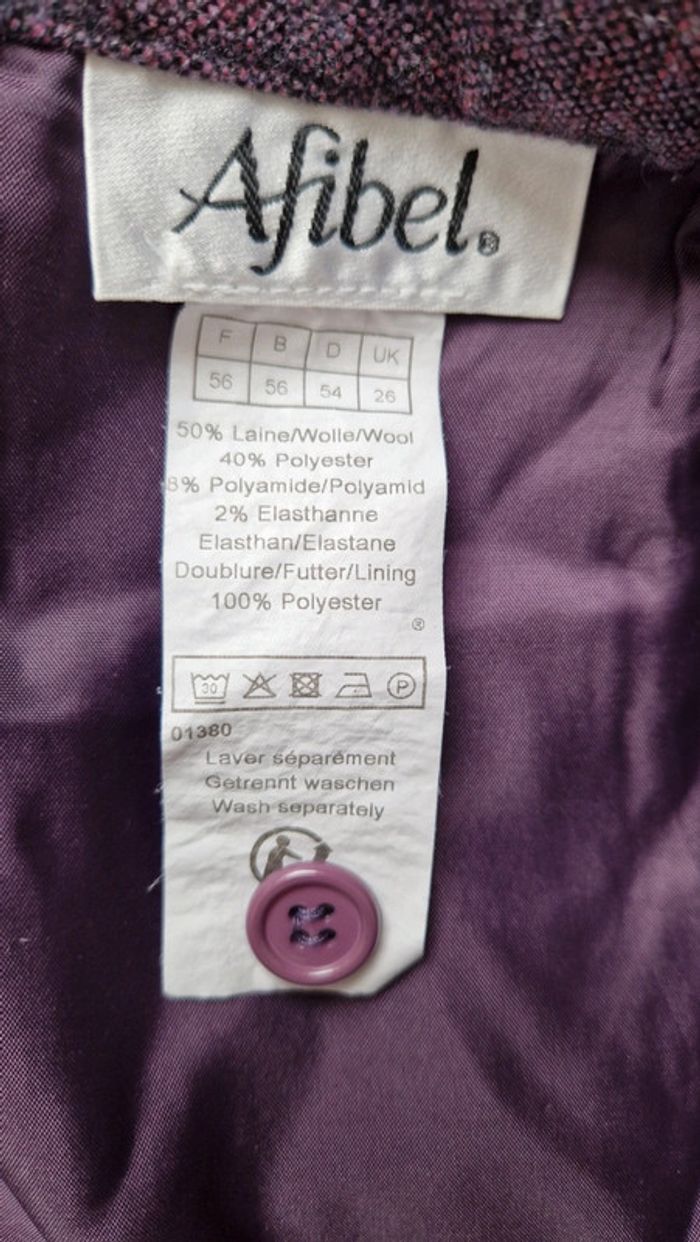 Afibel®
F B D UK
56 56 54 26
50% Laine/Wolle/Wool
40% Polyester
8% Polyamide/Polyamid
2% Elasthanne
Elasthan/Elastane
Doublure/Futter/Lining
100% Polyester
®
30 P
01380
Laver séparément
Getrennt waschen
Wash separately